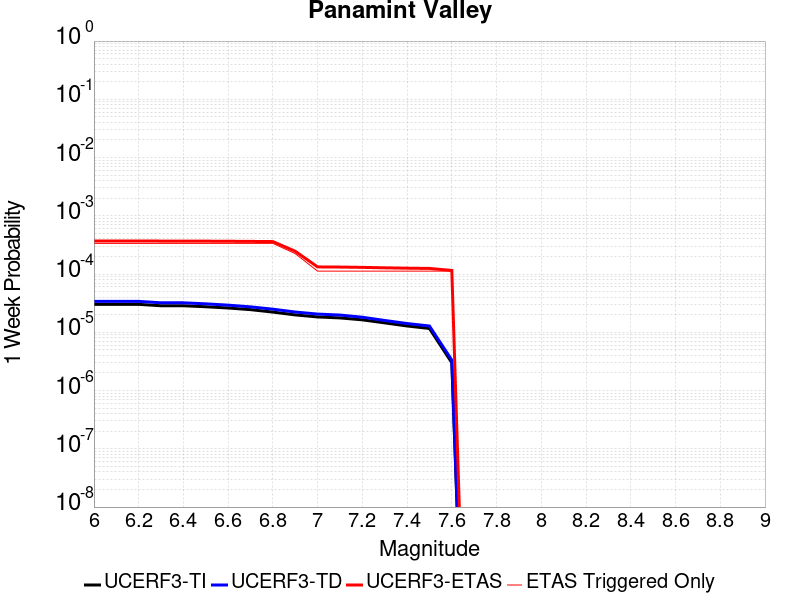 Panamint Valley
10^0
10^-1
10^-2
10^-3
10^-4
10^-5
10^-6
10^-7
10^-8
1 Week Probability
6 6.2 6.4 6.6 6.8 7 7.2 7.4 7.6 7.8 8 8.2 8.4 8.6 8.8 9
Magnitude
UCERF3-TI UCERF3-TD UCERF3-ETAS ETAS Triggered Only